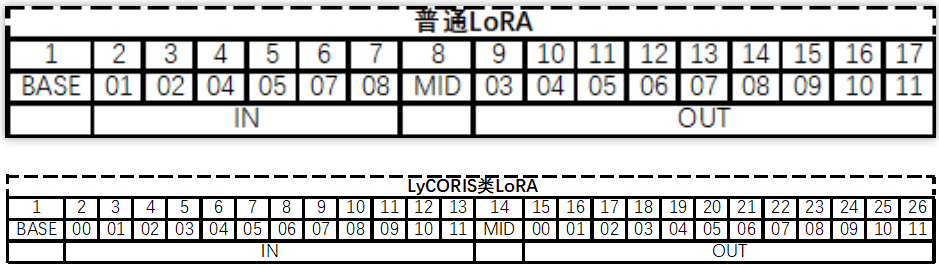 普通LoRA
1 2 3 4 5 6 7 8 9 10 11 12 13 14 15 16 17
BASE 01 02 04 05 07 08 MID 03 04 05 06 07 08 09 10 11
IN OUT
LyCORIS类LoRA
1 2 3 4 5 6 7 8 9 10 11 12 13 14 15 16 17 18 19 20 21 22 23 24 25 26
BASE 00 01 02 03 04 05 06 07 08 09 10 11 MID 00 01 02 03 04 05 06 07 08 09 10 11
IN OUT